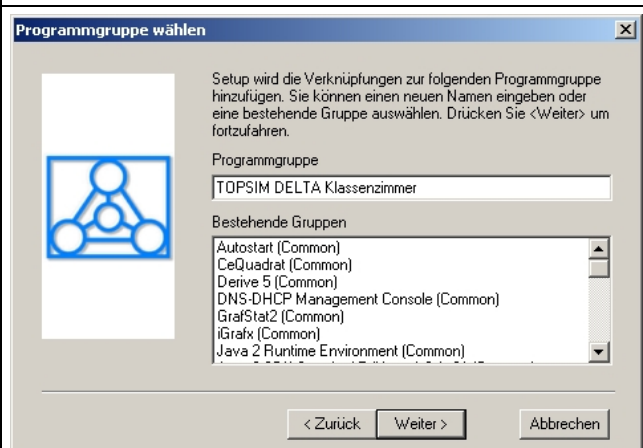 Programmgruppe wählen
Setup wird die Verknüpfungen zur folgenden Programmgruppe
hinzufügen. Sie können einen neuen Namen eingeben oder
eine bestehende Gruppe auswählen. Drücken Sie <Weiter> um
fortzufahren.
Programmgruppe
TOPSIM DELTA Klassenzimmer
Bestehende Gruppen
Autostart (Common)
CeQuadrat (Common)
Derive 5 (Common)
DNS-DHCP Management Console (Common)
GrafStat2 (Common)
iGrafx (Common)
Java 2 Runtime Environment (Common)
< Zurück
Weiter >
Abbrechen